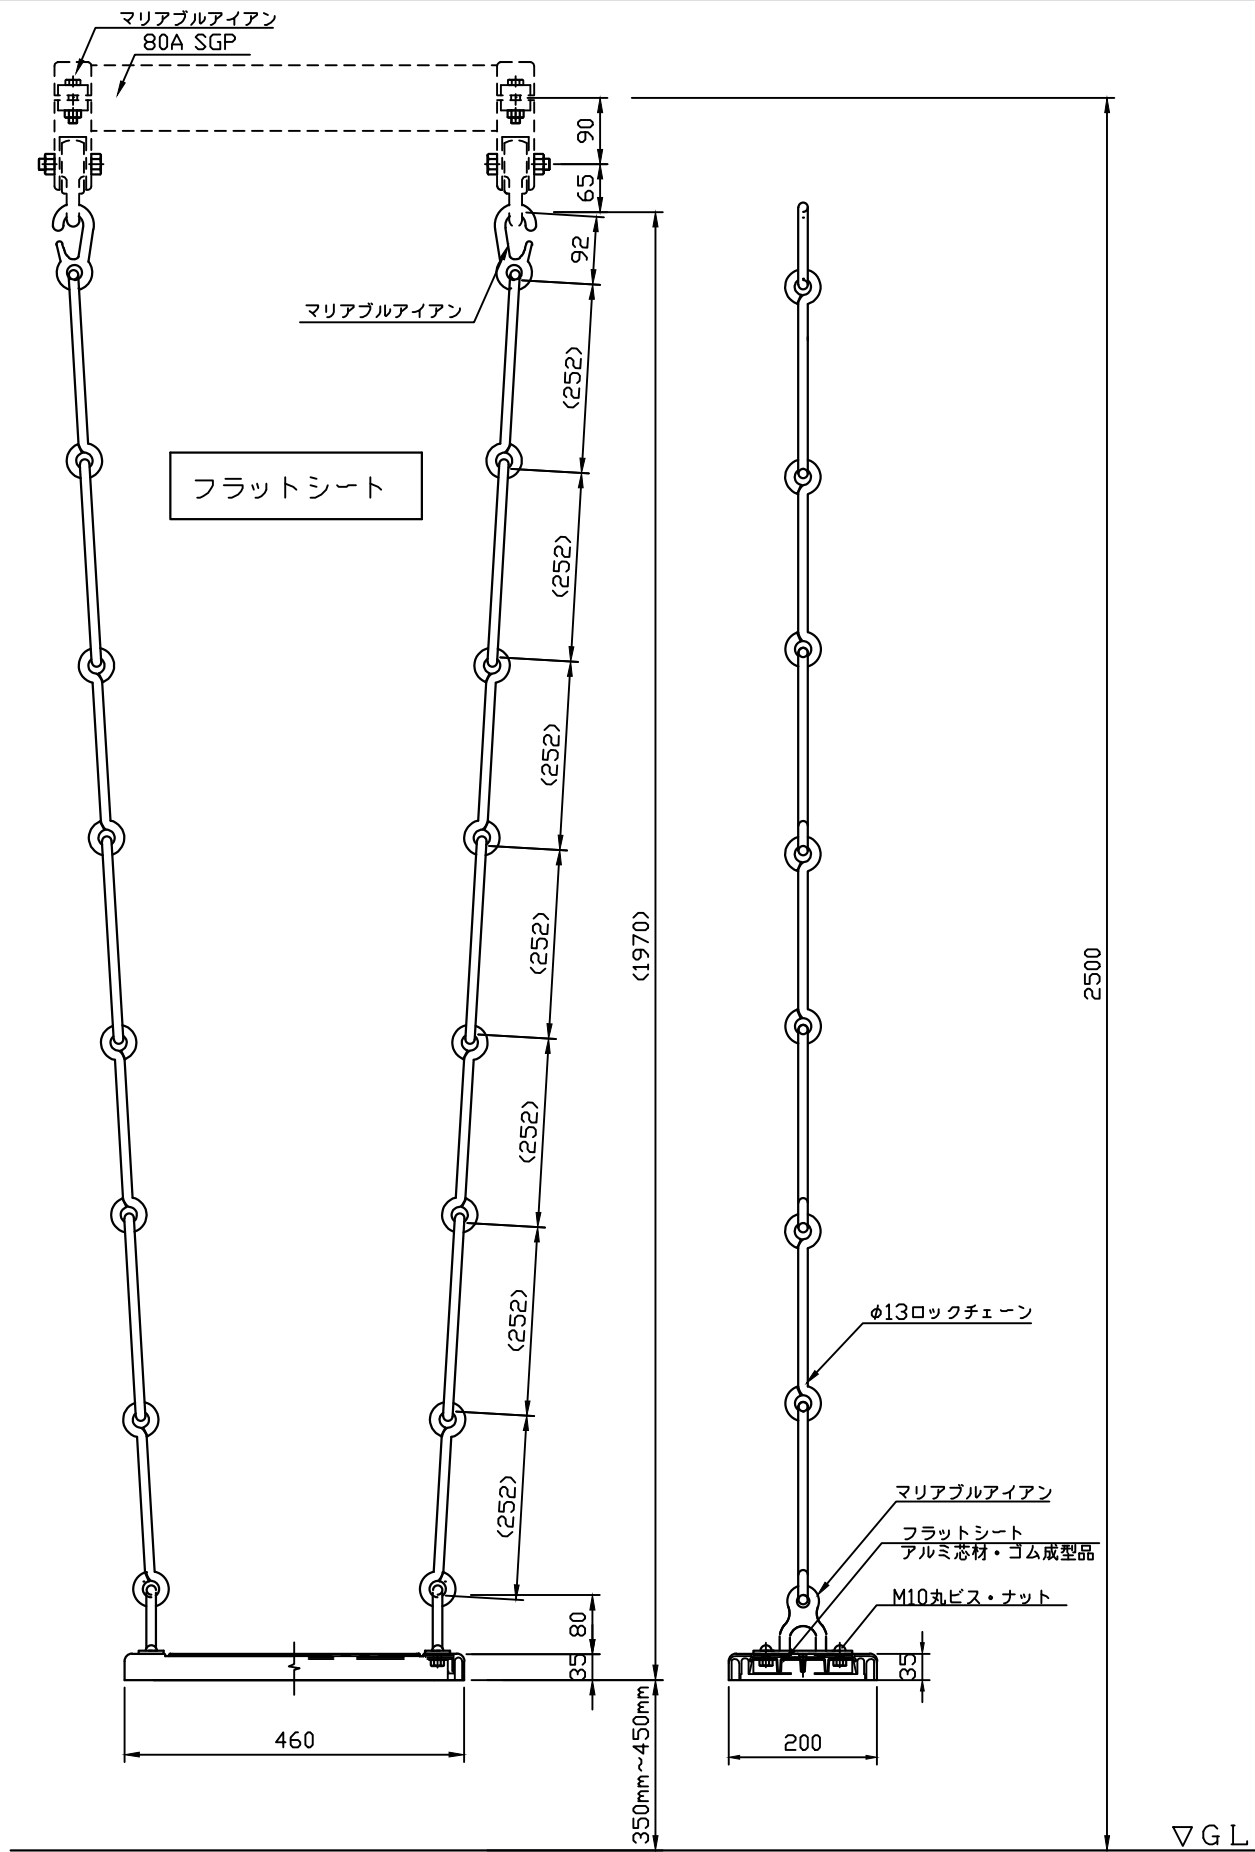 マリアブルアイアン
80A SGP
90
65
92
マリアブルアイアン
(252)
フラットシート
(252)
(252)
(252)
(1970)
2500
(252)
(252)
φ13ロックチェーン
(252)
マリアブルアイアン
フラットシート
アルミ芯材・ゴム成型品
M10丸ビス・ナット
80
35
35
460
200
350mm~450mm
▽GL